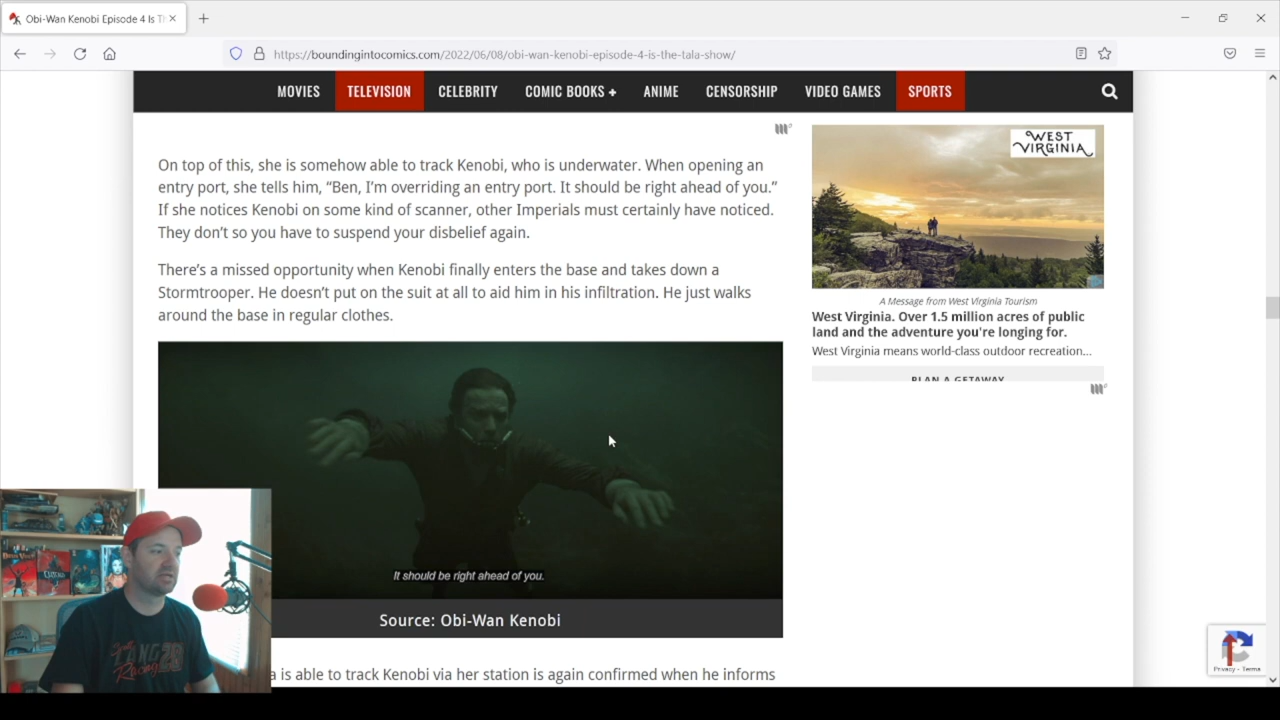 Obi-Wan Kenobi Episode 4 Is Th
https://boundingintocomics.com/2022/06/08/obi-wan-kenobi-episode-4-is-the-tala-show/
MOVIES
TELEVISION
CELEBRITY
COMIC BOOKS +
ANIME
CENSORSHIP
VIDEO GAMES
SPORTS
On top of this, she is somehow able to track Kenobi, who is underwater. When opening an
entry port, she tells him, “Ben, I’m overriding an entry port. It should be right ahead of you.”
If she notices Kenobi on some kind of scanner, other Imperials must certainly have noticed.
They don’t so you have to suspend your disbelief again.
There’s a missed opportunity when Kenobi finally enters the base and takes down a
Stormtrooper. He doesn’t put on the suit at all to aid him in his infiltration. He just walks
around the base in regular clothes.
It should be right ahead of you.
Source: Obi-Wan Kenobi
a is able to track Kenobi via her station is again confirmed when he informs
WEST
VIRGINIA
A Message from West Virginia Tourism
West Virginia. Over 1.5 million acres of public
land and the adventure you're longing for.
West Virginia means world-class outdoor recreation...
PLAN A GETAWAY
Privacy - Terms